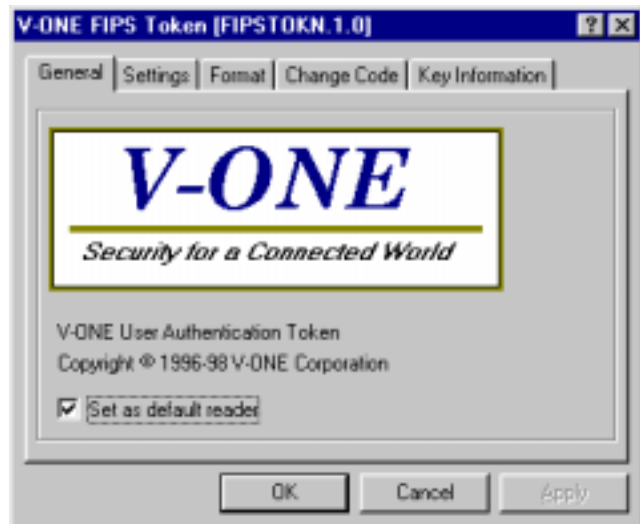 V-ONE FIPS Token [FIPSTOKN.1.0]
General Settings Format Change Code Key Information
V-ONE
Security for a Connected World
V-ONE User Authentication Token
Copyright © 1996-98 V-ONE Corporation
Set as default reader
OK Cancel Apply